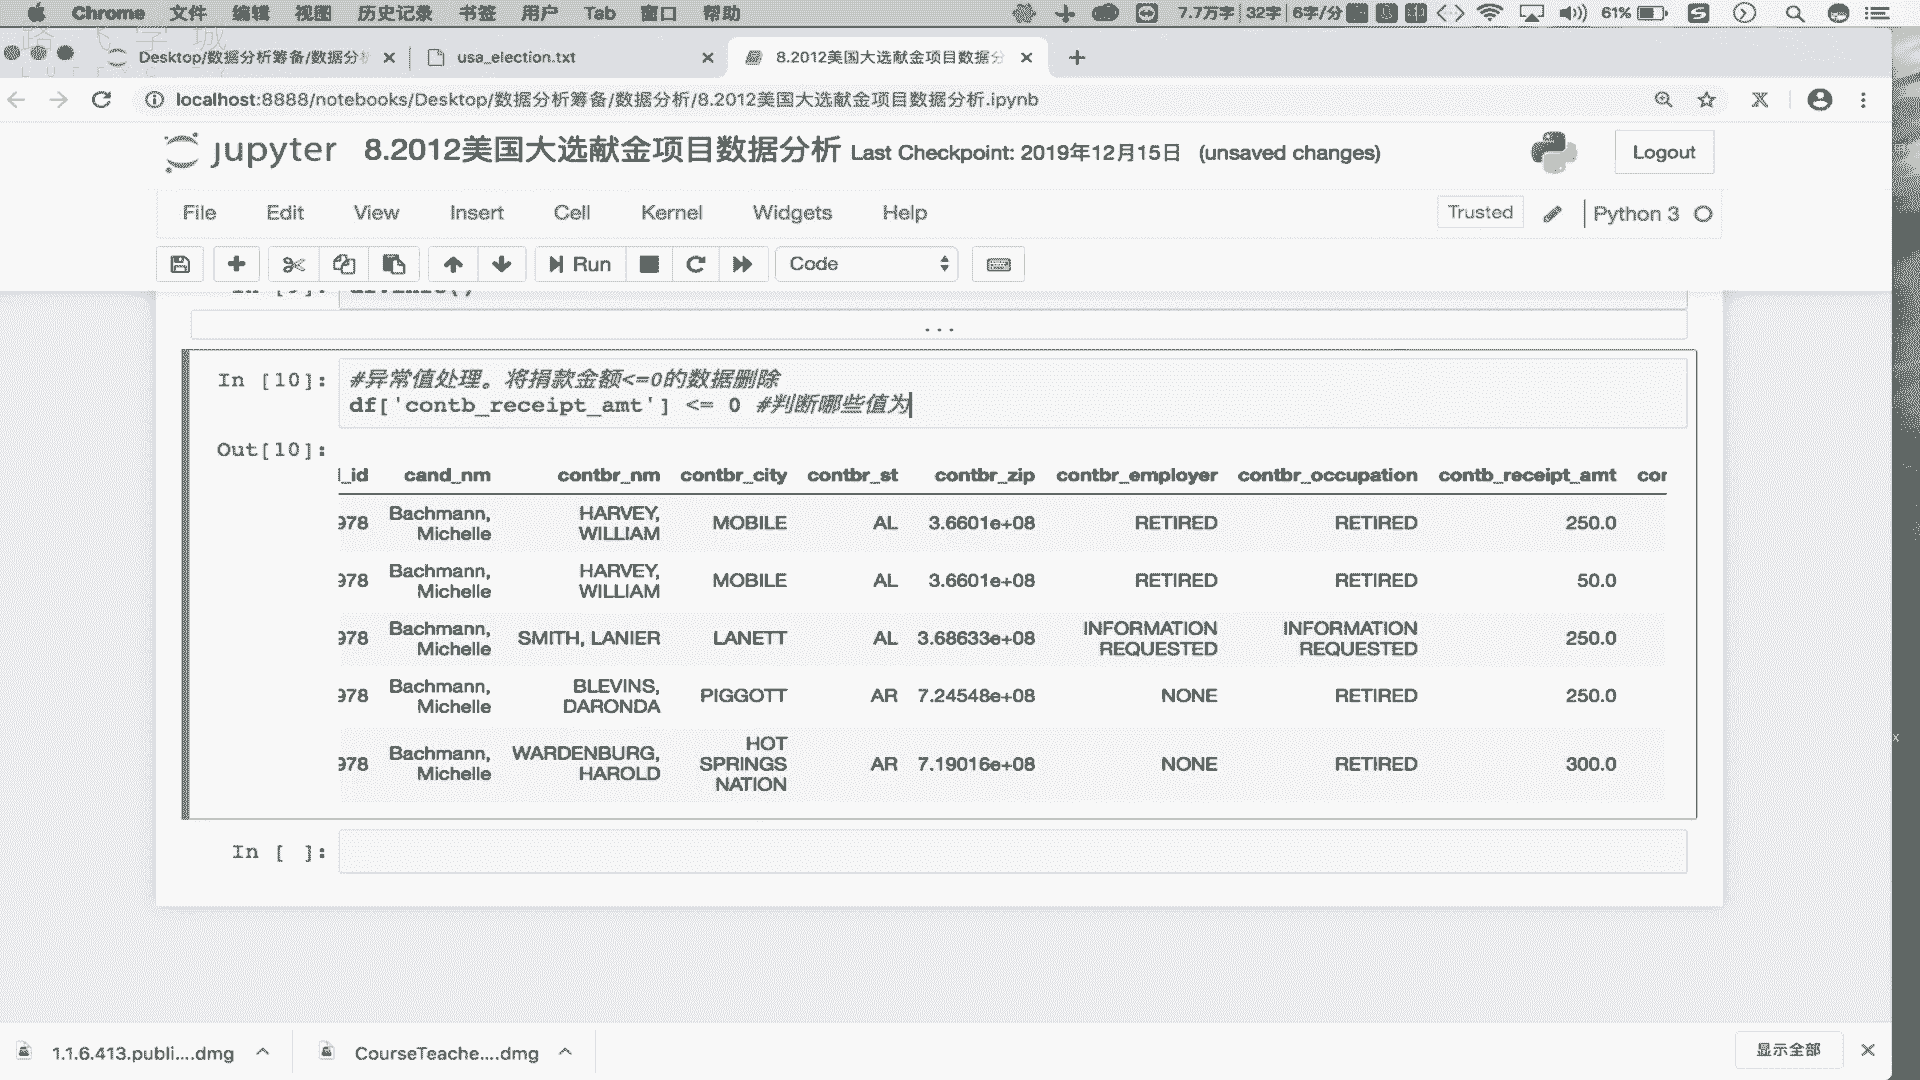 Chrome 文件 编辑 视图 历史记录 书签 用户 Tab 窗口 帮助 7.7万字 32字 6字/分 61%
Desktop/数据分析筹备/数据分 usa_election.txt 8.2012美国大选献金项目数据分
localhost:8888/notebooks/Desktop/数据分析筹备/数据分析/8.2012美国大选献金项目数据分析.ipynb
jupyter 8.2012美国大选献金项目数据分析 Last Checkpoint: 2019年12月15日 (unsaved changes) Logout
File Edit View Insert Cell Kernel Widgets Help Trusted Python 3
Run Code
...
In [10]: #异常值处理。将捐款金额<=0的数据删除
df['contb_receipt_amt'] <= 0 #判断哪些值为
Out[10]:
l_id cand_nm contbr_nm contbr_city contbr_st contbr_zip contbr_employer contbr_occupation contb_receipt_amt cor
978 Bachmann, Michelle HARVEY, WILLIAM MOBILE AL 3.6601e+08 RETIRED RETIRED 250.0
978 Bachmann, Michelle HARVEY, WILLIAM MOBILE AL 3.6601e+08 RETIRED RETIRED 50.0
978 Bachmann, Michelle SMITH, LANIER LANETT AL 3.68633e+08 INFORMATION REQUESTED INFORMATION REQUESTED 250.0
978 Bachmann, Michelle BLEVINS, DARONDA PIGGOTT AR 7.24548e+08 NONE RETIRED 250.0
978 Bachmann, Michelle WARDENBURG, HAROLD HOT SPRINGS NATION AR 7.19016e+08 NONE RETIRED 300.0
In [ ]:
1.1.6.413.publi....dmg CourseTeache....dmg 显示全部